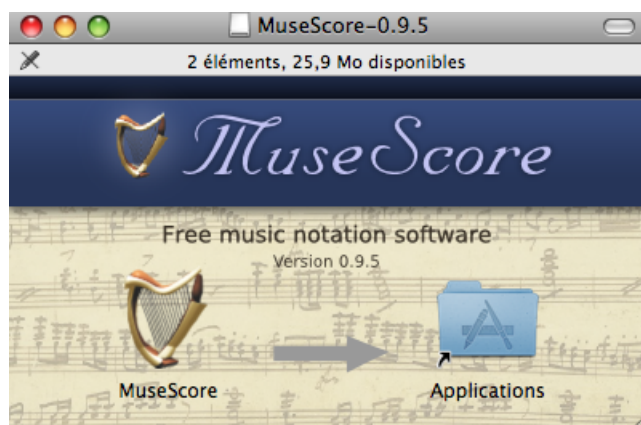 MuseScore-0.9.5
2 éléments, 25,9 Mo disponibles
MuseScore
Free music notation software
Version 0.9.5
MuseScore
Applications